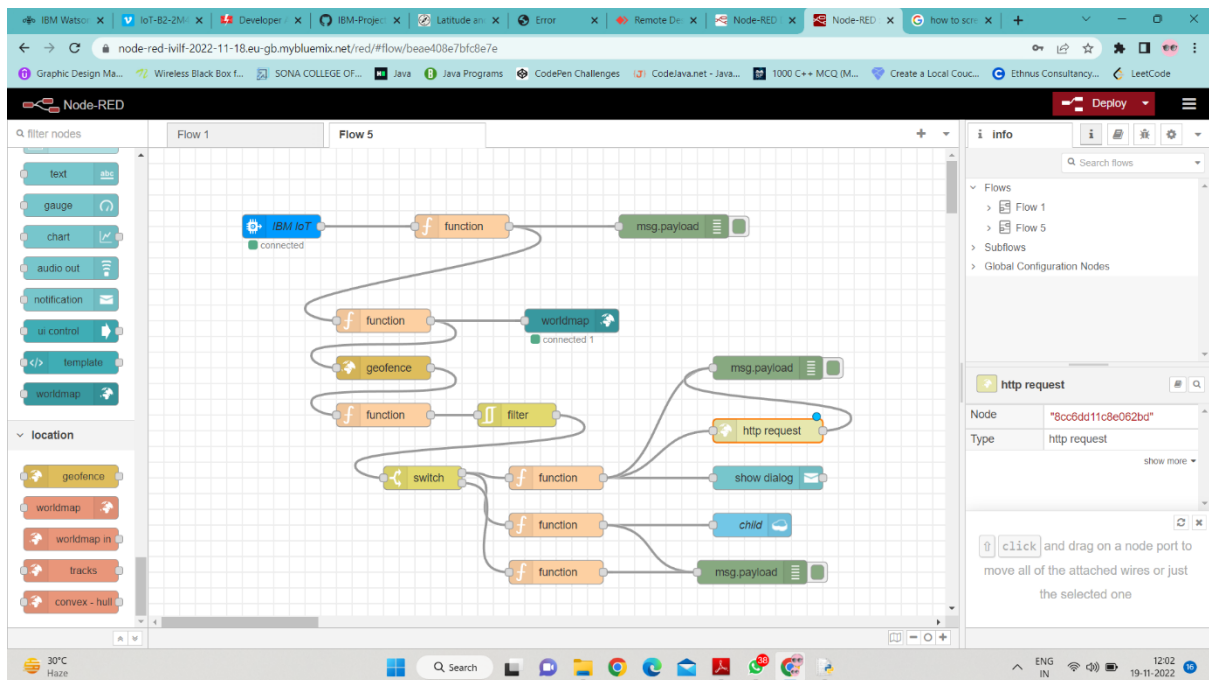 IBM Watson
IoT-B2-2M4
Developer A
IBM-Project
Latitude and
Error
Remote De
Node-RED
Node-RED
how to scre
node-red-ivilf-2022-11-18.eu-gb.mybluemix.net/red/#flow/beae408e7bfc8e7e
Graphic Design Ma...
Wireless Black Box f...
SONA COLLEGE OF...
Java
Java Programs
CodePen Challenges
CodeJava.net - Java...
1000 C++ MCQ (M...
Create a Local Couc...
Ethnus Consultancy...
LeetCode
Node-RED
Deploy
filter nodes
Flow 1
Flow 5
i info
i
Search flows
text
abc
gauge
chart
audio out
notification
ui control
</> template
worldmap
location
geofence
worldmap
worldmap in
tracks
convex - hull
IBM IoT
connected
function
msg.payload
function
worldmap
connected 1
geofence
msg.payload
function
filter
http request
switch
function
show dialog
function
child
function
msg.payload
Flows
Flow 1
Flow 5
Subflows
Global Configuration Nodes
http request
Node "8cc6dd11c8e062bd"
Type http request
show more
⇧ click and drag on a node port to
move all of the attached wires or just
the selected one
30°C
Haze
Search
38
ENG
IN
12:02
19-11-2022
16